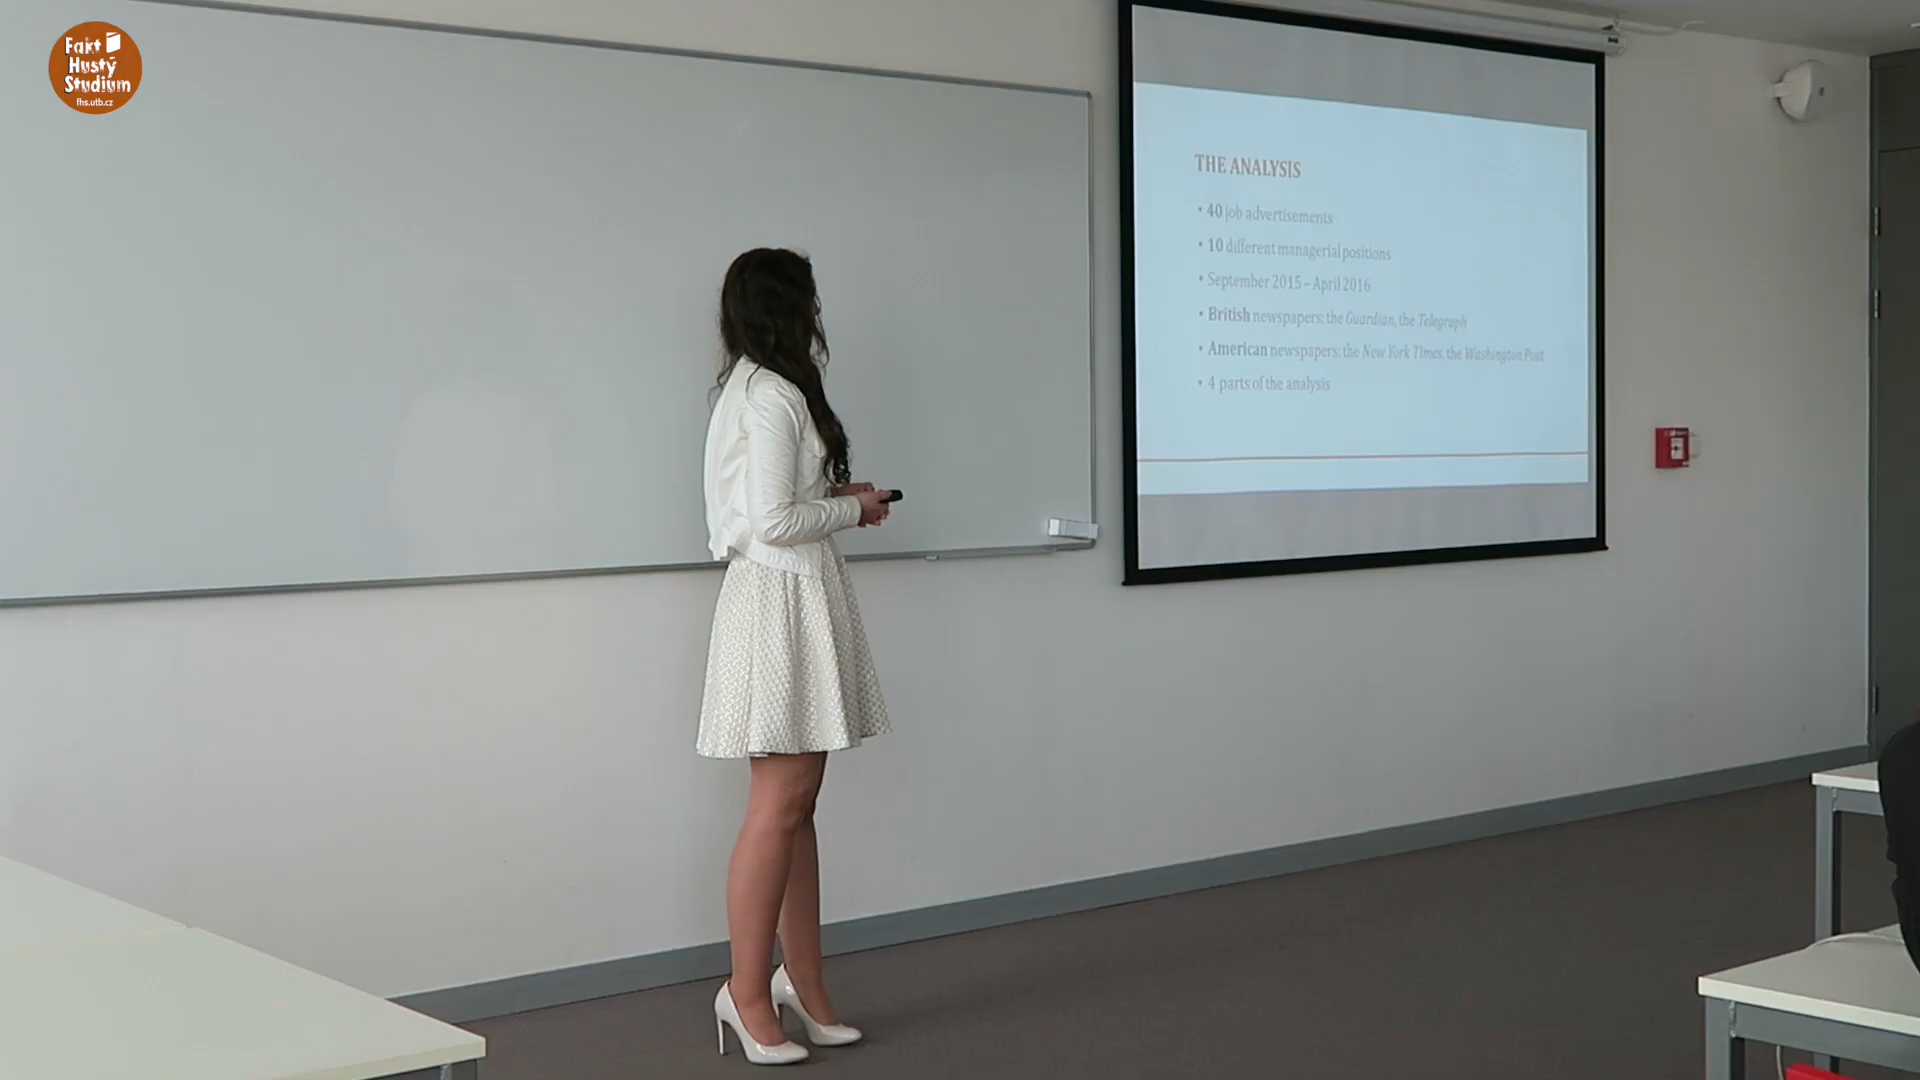 Fakt
Hustý
Studium
fhs.utb.cz
THE ANALYSIS
• 40 job advertisements
• 10 different managerial positions
• September 2015 – April 2016
• British newspapers: the Guardian, the Telegraph
• American newspapers: the New York Times, the Washington Post
• 4 parts of the analysis